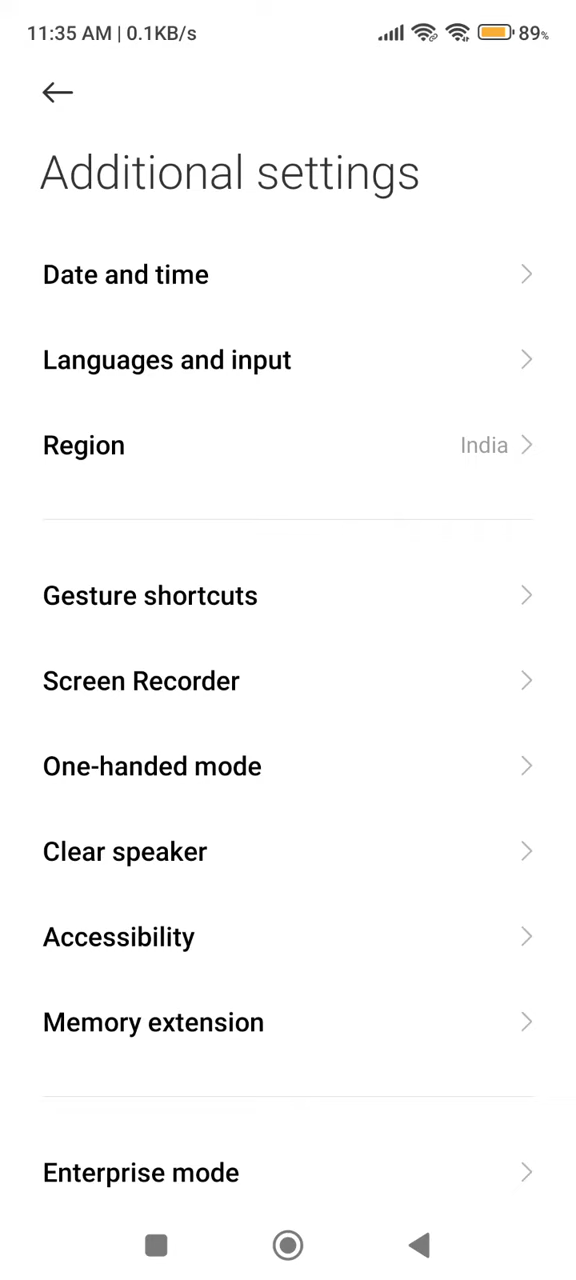 11:35 AM | 0.1KB/s 89%
Additional settings
Date and time
Languages and input
Region India
Gesture shortcuts
Screen Recorder
One-handed mode
Clear speaker
Accessibility
Memory extension
Enterprise mode